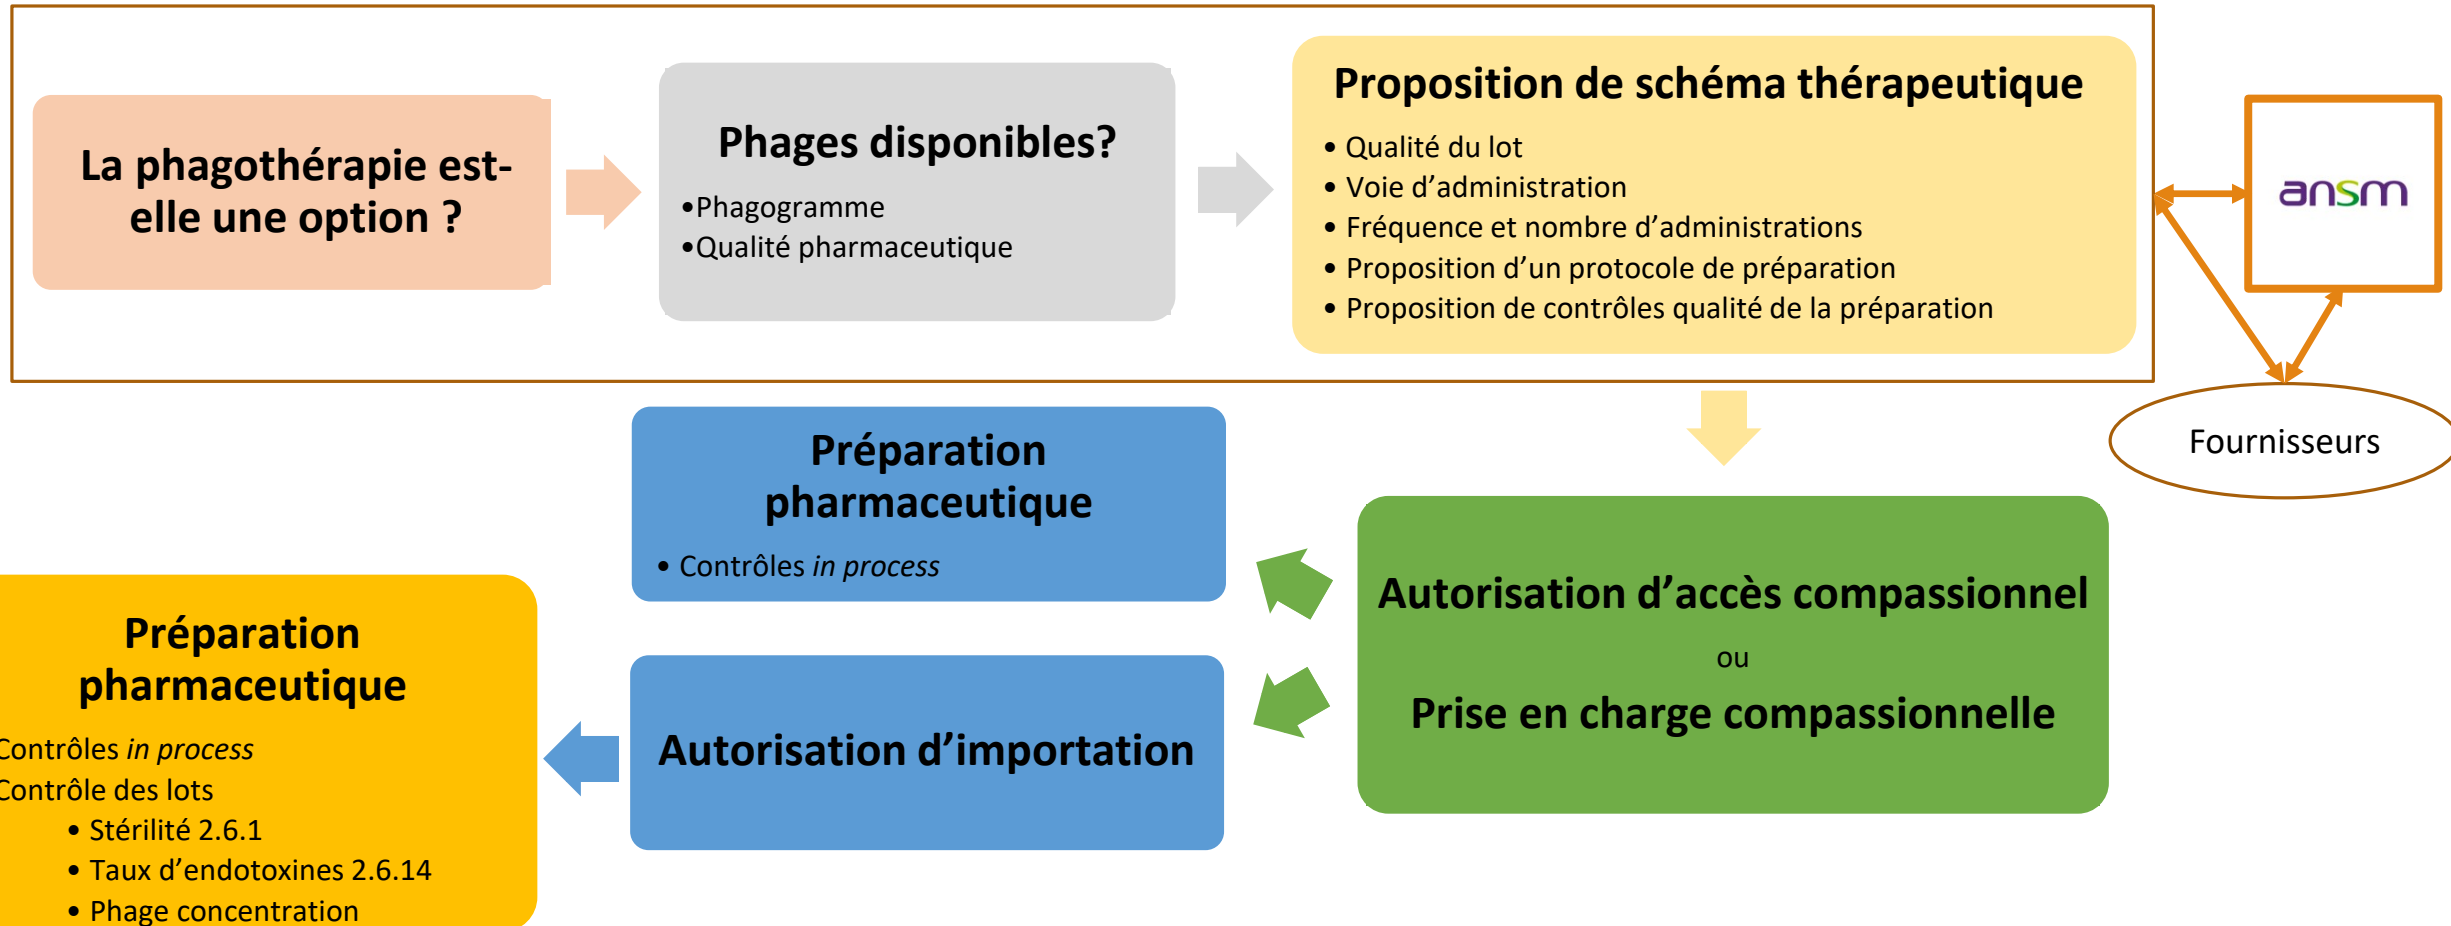 La phagothérapie est-
elle une option ?
Phages disponibles?
•Phagogramme
•Qualité pharmaceutique
Proposition de schéma thérapeutique
• Qualité du lot
• Voie d’administration
• Fréquence et nombre d’administrations
• Proposition d’un protocole de préparation
• Proposition de contrôles qualité de la préparation
ansm
Fournisseurs
Préparation
pharmaceutique
• Contrôles in process
Autorisation d’accès compassionnel
ou
Prise en charge compassionnelle
Autorisation d’importation
Préparation
pharmaceutique
Contrôles in process
Contrôle des lots
• Stérilité 2.6.1
• Taux d’endotoxines 2.6.14
• Phage concentration